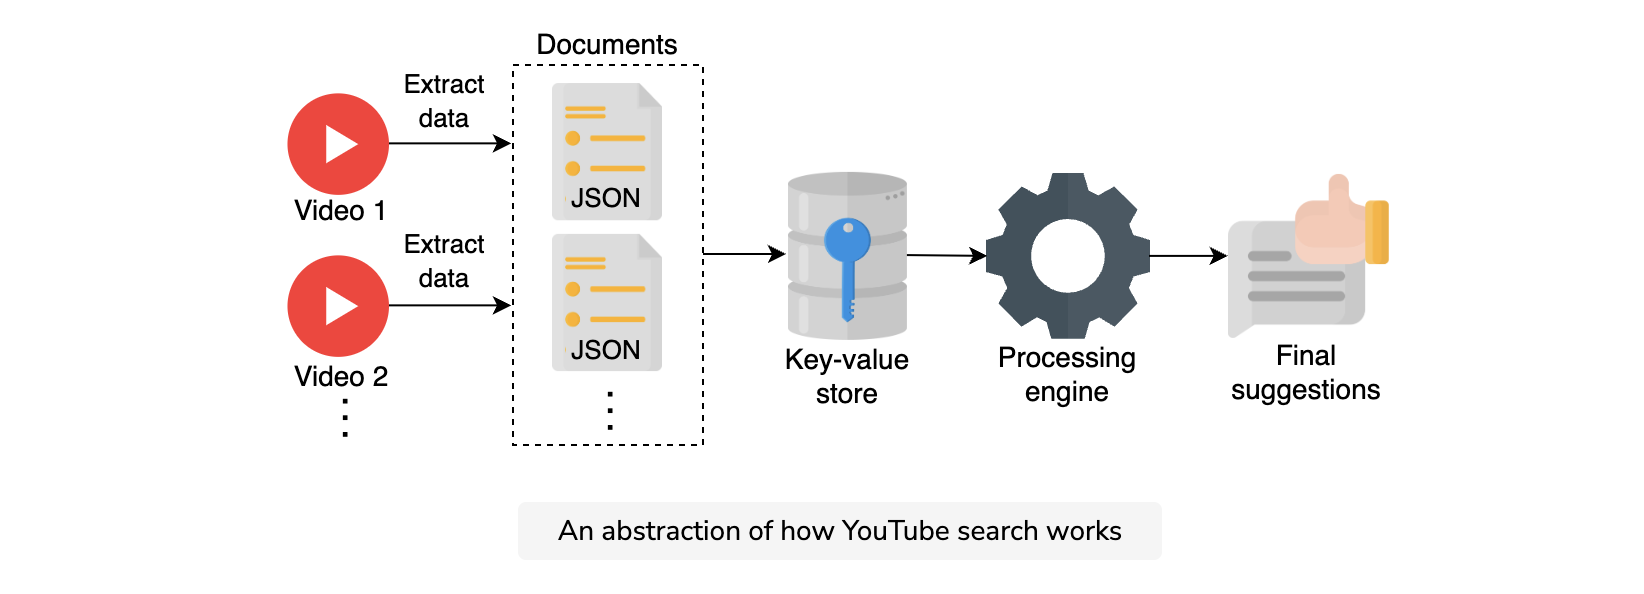 Documents
Extract
data
JSON
Video 1
Extract
data
JSON
Video 2
Key-value
store
Processing
engine
Final
suggestions
An abstraction of how YouTube search works